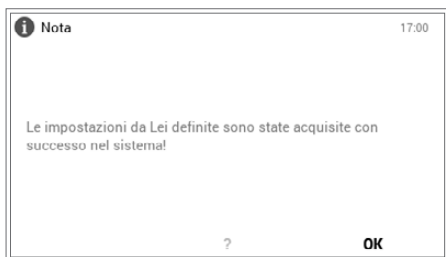 Nota 17:00
Le impostazioni da Lei definite sono state acquisite con
successo nel sistema!
? OK